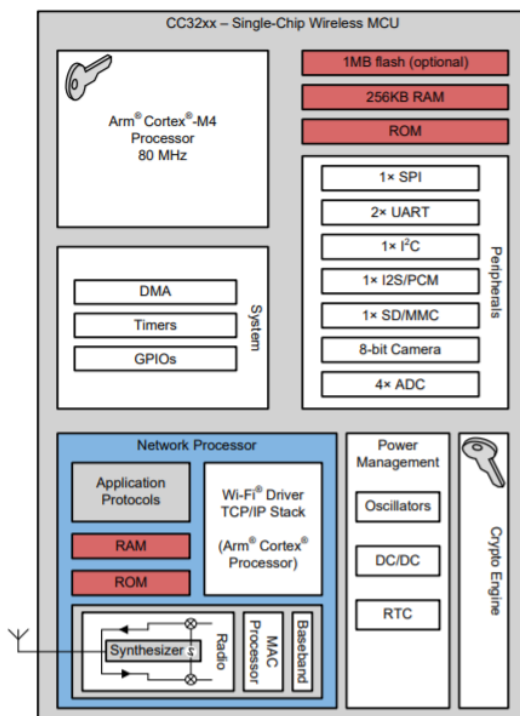 CC32xx – Single-Chip Wireless MCU
Arm® Cortex®-M4
Processor
80 MHz
1MB flash (optional)
256KB RAM
ROM
1× SPI
2× UART
1× I²C
1× I2S/PCM
1× SD/MMC
8-bit Camera
4× ADC
Peripherals
DMA
Timers
GPIOs
System
Network Processor
Application
Protocols
RAM
ROM
Wi-Fi® Driver
TCP/IP Stack
(Arm® Cortex®
Processor)
Synthesizer
Radio
MAC
Processor
Baseband
Power
Management
Oscillators
DC/DC
RTC
Crypto Engine